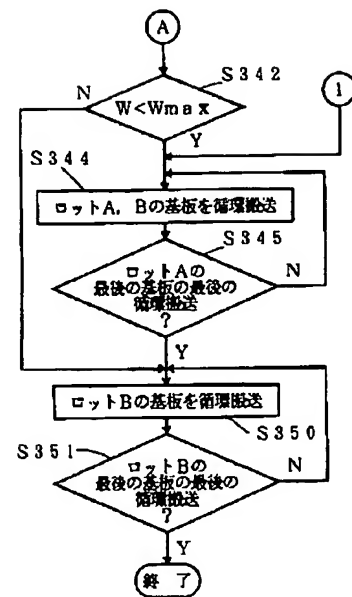 A
S342
N
W<Wmax
1
Y
S344
ロットA，Bの基板を循環搬送
S345
ロットAの
最後の基板の最後の
循環搬送
?
N
Y
ロットBの基板を循環搬送
S350
S351
ロットBの
最後の基板の最後の
循環搬送
?
N
Y
終了